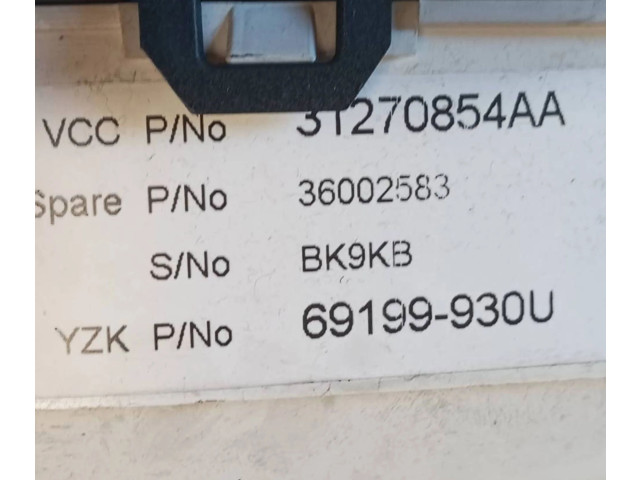 VCC P/No 31270854AA
Spare P/No 36002583
S/No BK9KB
YZK P/No 69199-930U